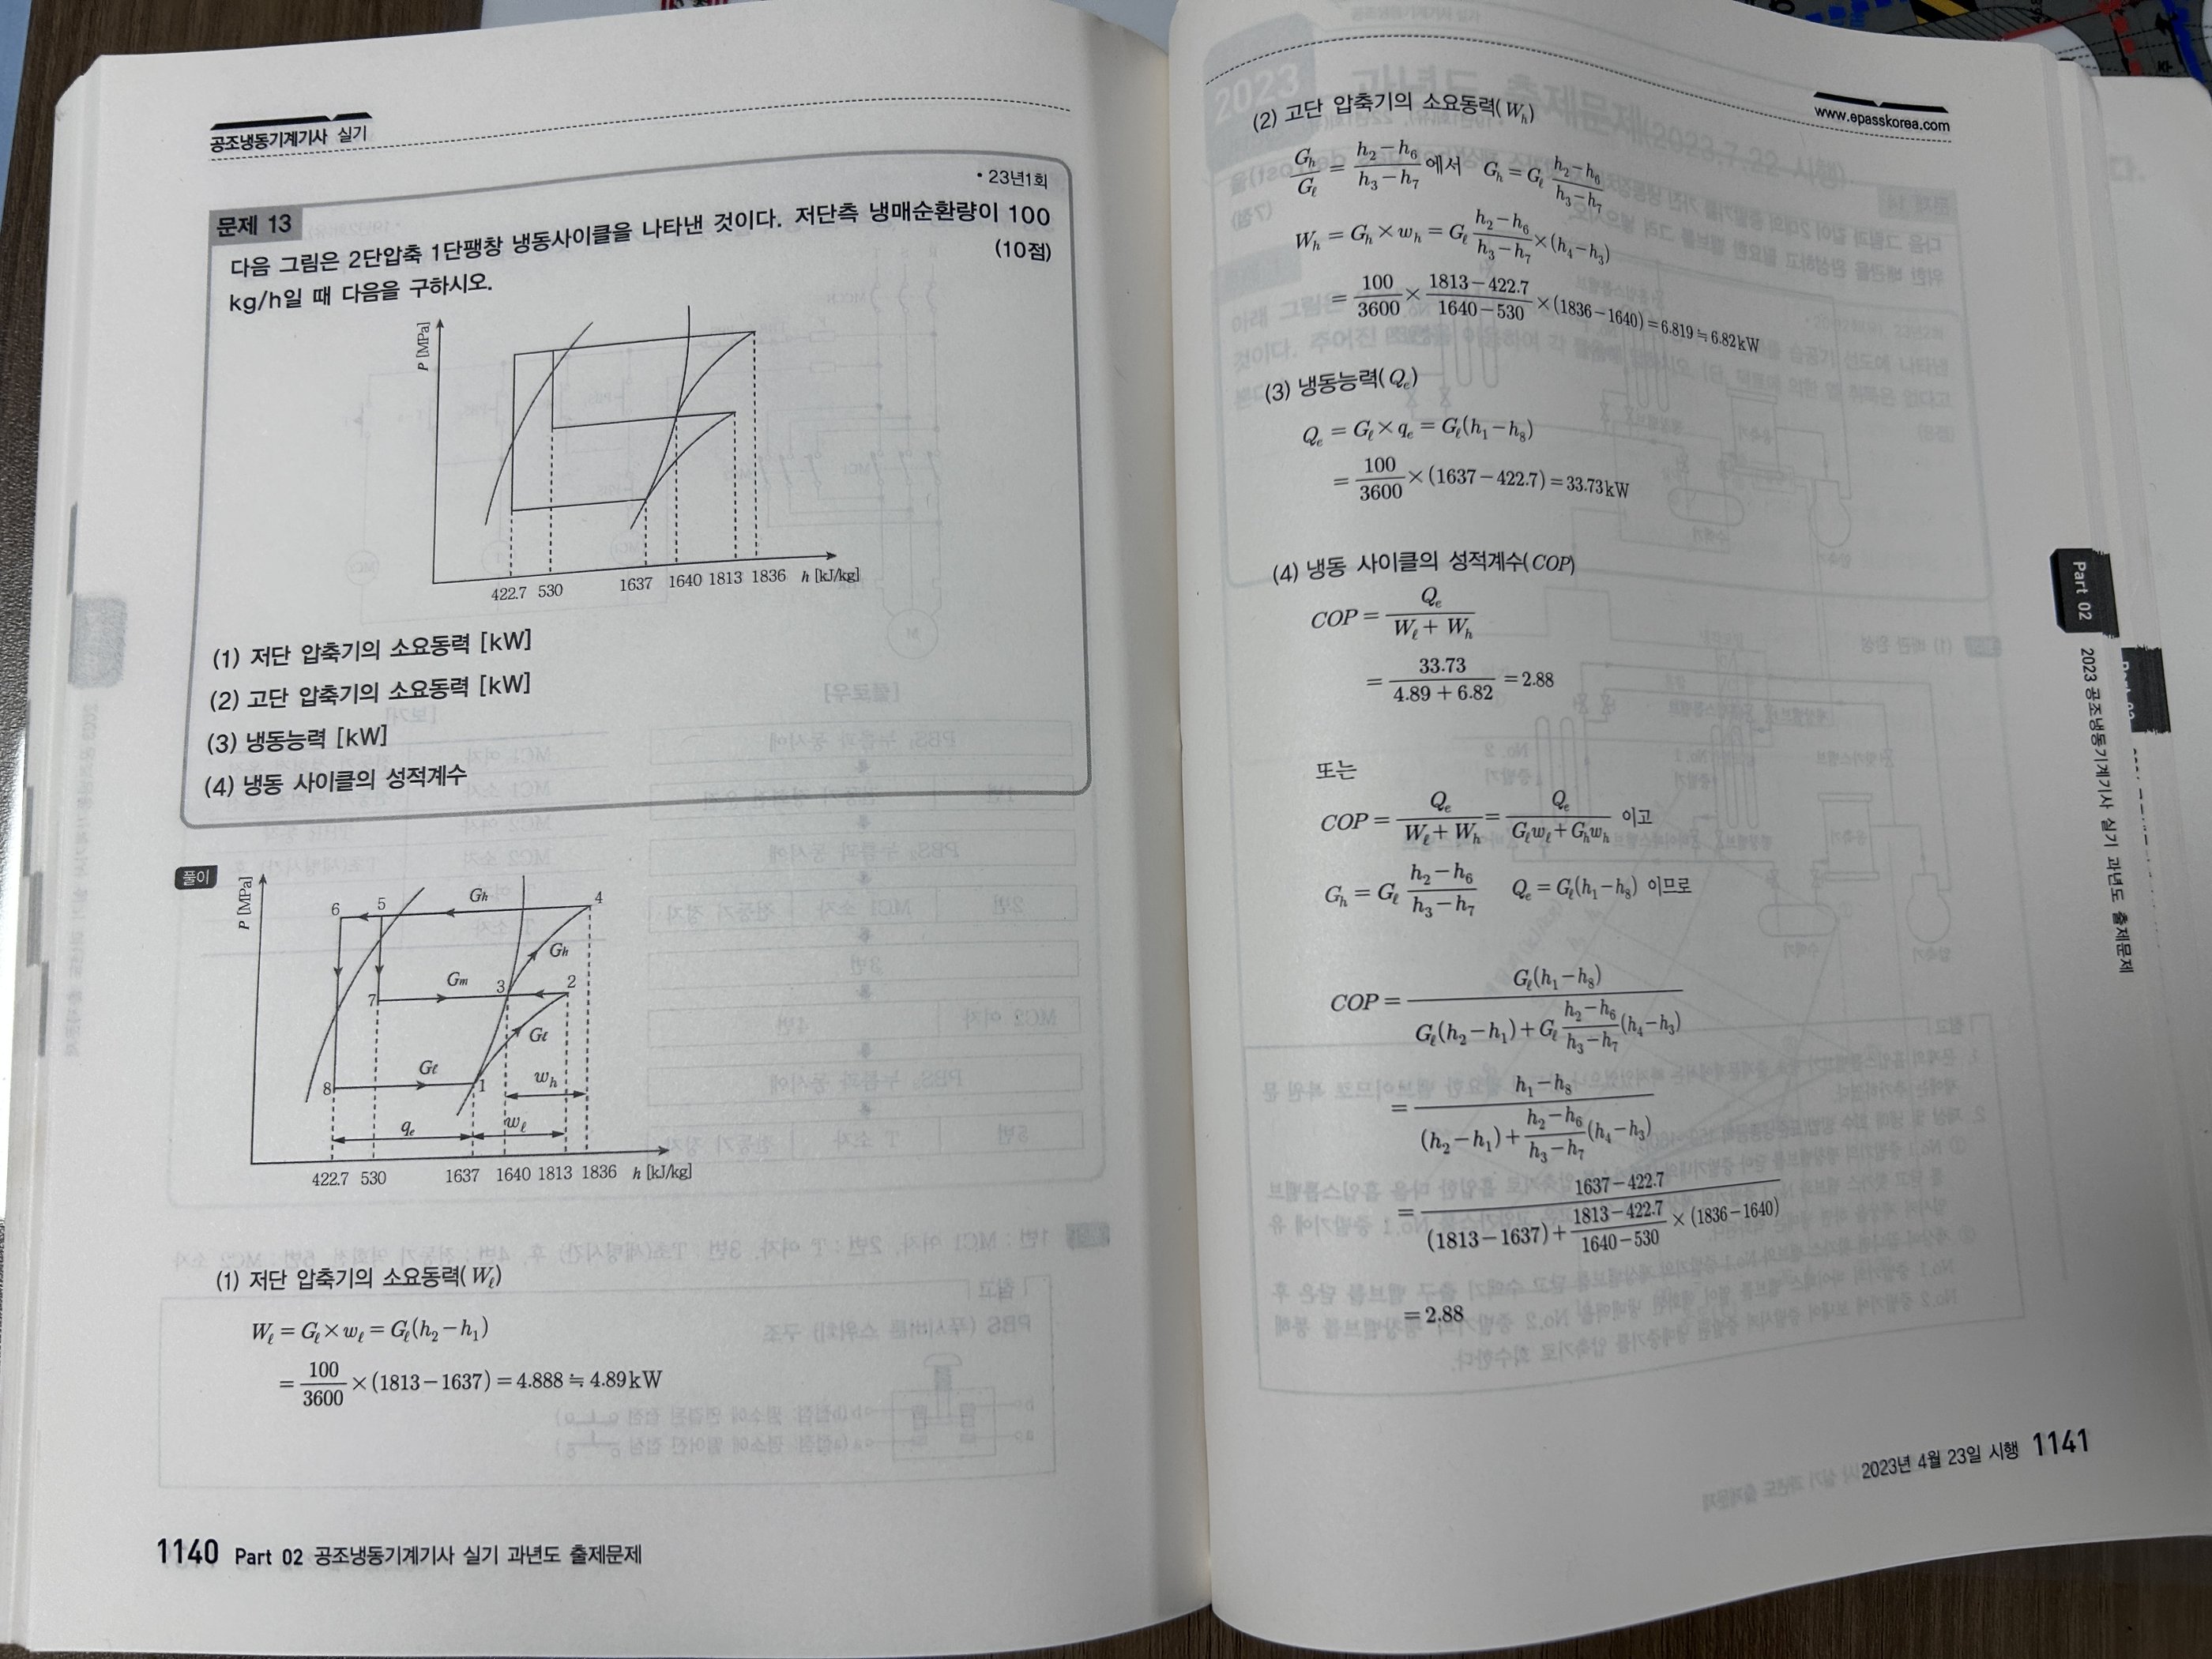 공조냉동기계기사 실기
• 23년1회
문제 13
다음 그림은 2단압축 1단팽창 냉동사이클을 나타낸 것이다. 저단측 냉매순환량이 100
kg/h일 때 다음을 구하시오.
(10점)
P [MPa]
422.7 530 1637 1640 1813 1836 h [kJ/kg]
(1) 저단 압축기의 소요동력 [kW]
(2) 고단 압축기의 소요동력 [kW]
(3) 냉동능력 [kW]
(4) 냉동 사이클의 성적계수
풀이
P [MPa]
6 5 Gh 4
Gh
7 Gm 3 2
Gℓ
8 Gℓ 1
wh
qe wℓ
422.7 530 1637 1640 1813 1836 h [kJ/kg]
(1) 저단 압축기의 소요동력(Wℓ)
Wℓ = Gℓ × wℓ = Gℓ(h2 − h1)
= 100/3600 × (1813 − 1637) = 4.888 ≒ 4.89kW
1140 Part 02 공조냉동기계기사 실기 과년도 출제문제
www.epasskorea.com
(2) 고단 압축기의 소요동력(Wh)
Gh/Gℓ = (h2 − h6)/(h3 − h7) 에서 Gh = Gℓ (h2 − h6)/(h3 − h7)
Wh = Gh × wh = Gℓ (h2 − h6)/(h3 − h7) × (h4 − h3)
= 100/3600 × (1813 − 422.7)/(1640 − 530) × (1836 − 1640) = 6.819 ≒ 6.82kW
(3) 냉동능력(Qe)
Qe = Gℓ × qe = Gℓ(h1 − h8)
= 100/3600 × (1637 − 422.7) = 33.73kW
(4) 냉동 사이클의 성적계수(COP)
COP = Qe/(Wℓ + Wh)
= 33.73/(4.89 + 6.82) = 2.88
또는
COP = Qe/(Wℓ + Wh) = Qe/(Gℓwℓ + Ghwh) 이고
Gh = Gℓ (h2 − h6)/(h3 − h7) Qe = Gℓ(h1 − h8) 이므로
COP = Gℓ(h1 − h8)/(Gℓ(h2 − h1) + Gℓ (h2 − h6)/(h3 − h7) (h4 − h3))
= (h1 − h8)/((h2 − h1) + (h2 − h6)/(h3 − h7) (h4 − h3))
= (1637 − 422.7)/((1813 − 1637) + (1813 − 422.7)/(1640 − 530) × (1836 − 1640))
= 2.88
Part 02
2023 공조냉동기계기사 실기 과년도 출제문제
2023년 4월 23일 시행 1141